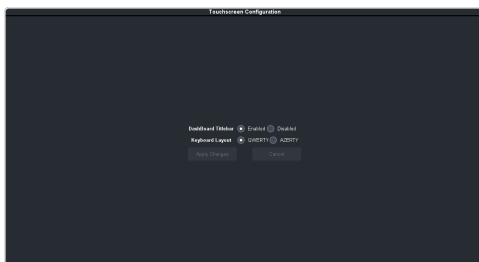 Touchscreen Configuration
DashBoard Titlebar Enabled Disabled
Keyboard Layout QWERTY AZERTY
Apply Changes Cancel